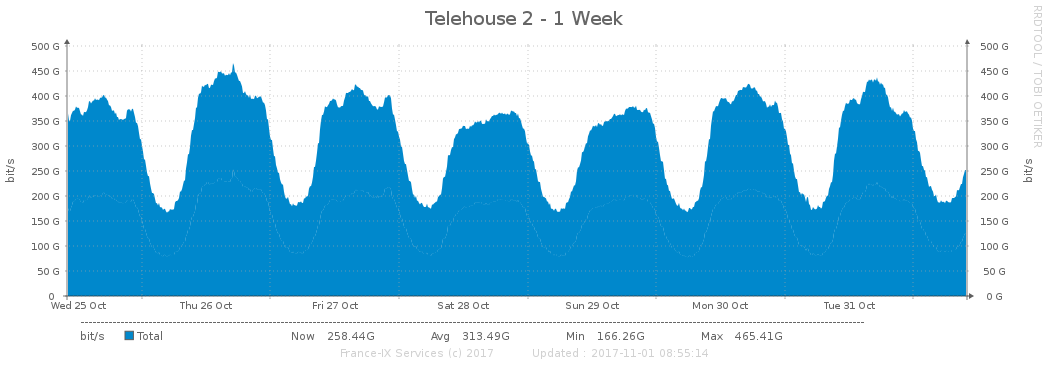 Telehouse 2 - 1 Week
RRDTOOL / TOBI OETIKER
500 G 500 G
450 G 450 G
400 G 400 G
350 G 350 G
300 G 300 G
250 G 250 G
200 G 200 G
150 G 150 G
100 G 100 G
50 G 50 G
0 0 G
bit/s bit/s
Wed 25 Oct Thu 26 Oct Fri 27 Oct Sat 28 Oct Sun 29 Oct Mon 30 Oct Tue 31 Oct
bit/s Total Now 258.44G Avg 313.49G Min 166.26G Max 465.41G
France-IX Services (c) 2017 Updated : 2017-11-01 08:55:14